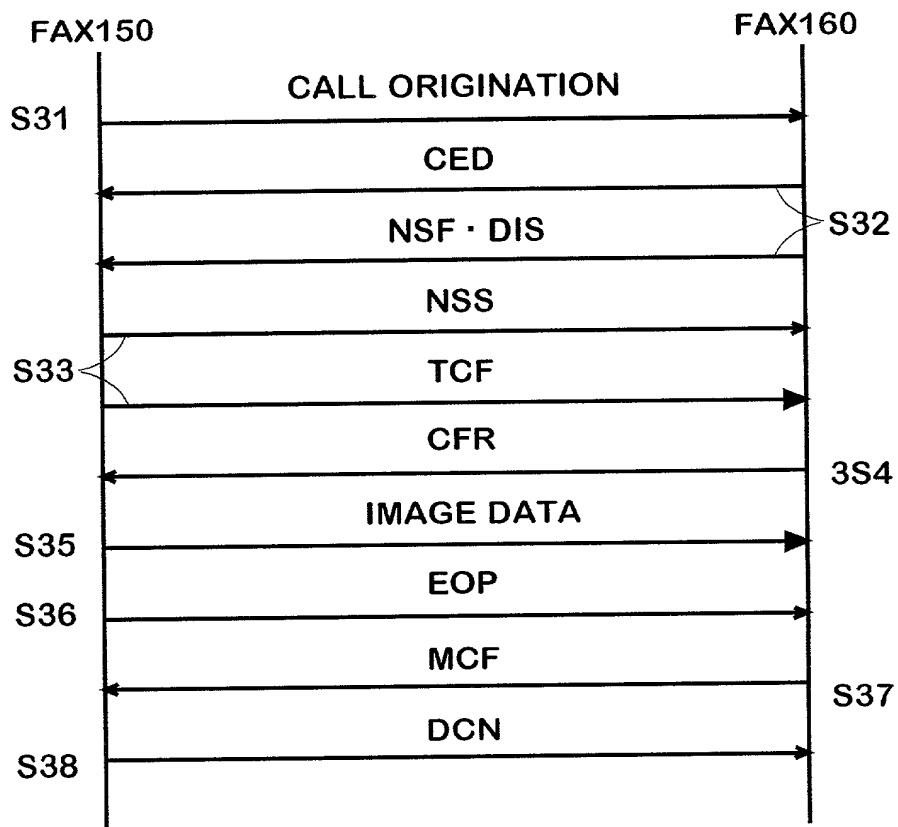 FAX150
FAX160
CALL ORIGINATION
S31
CED
S32
NSF · DIS
NSS
S33
TCF
CFR
3S4
IMAGE DATA
S35
EOP
S36
MCF
S37
DCN
S38